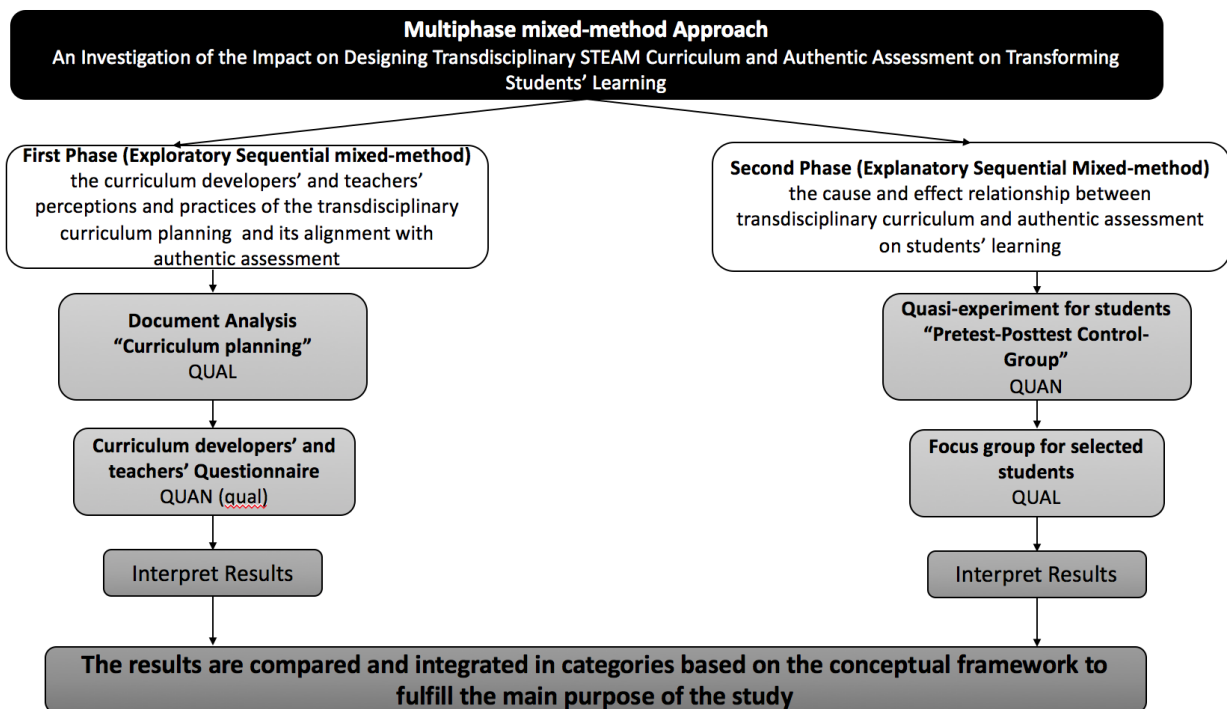 Multiphase mixed-method Approach
An Investigation of the Impact on Designing Transdisciplinary STEAM Curriculum and Authentic Assessment on Transforming
Students’ Learning
First Phase (Exploratory Sequential mixed-method)
the curriculum developers’ and teachers’
perceptions and practices of the transdisciplinary
curriculum planning and its alignment with
authentic assessment
Document Analysis
“Curriculum planning”
QUAL
Curriculum developers’ and
teachers’ Questionnaire
QUAN (qual)
Interpret Results
Second Phase (Explanatory Sequential Mixed-method)
the cause and effect relationship between
transdisciplinary curriculum and authentic assessment
on students’ learning
Quasi-experiment for students
“Pretest-Posttest Control-
Group”
QUAN
Focus group for selected
students
QUAL
Interpret Results
The results are compared and integrated in categories based on the conceptual framework to
fulfill the main purpose of the study